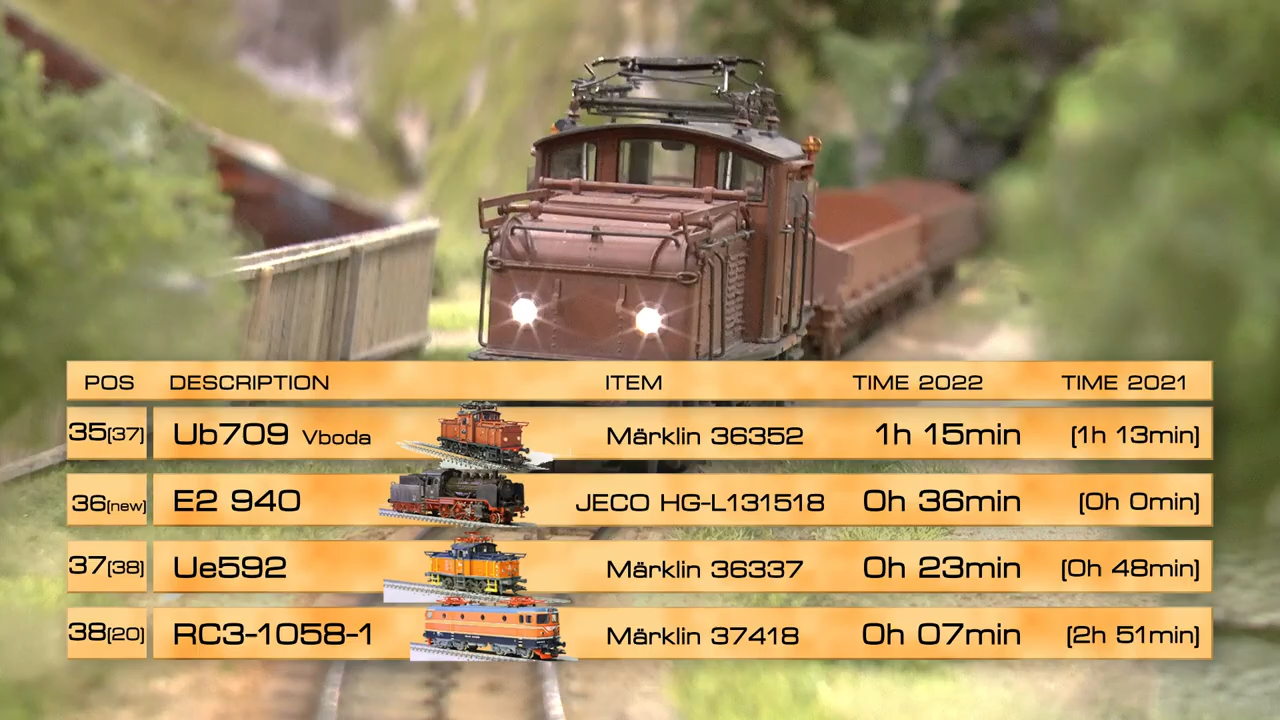 POS DESCRIPTION ITEM TIME 2022 TIME 2021
35[37] Ub709 Vboda Märklin 36352 1h 15min [1h 13min]
36[new] E2 940 JECO HG-L131518 0h 36min [0h 0min]
37[38] Ue592 Märklin 36337 0h 23min [0h 48min]
38[20] RC3-1058-1 Märklin 37418 0h 07min [2h 51min]